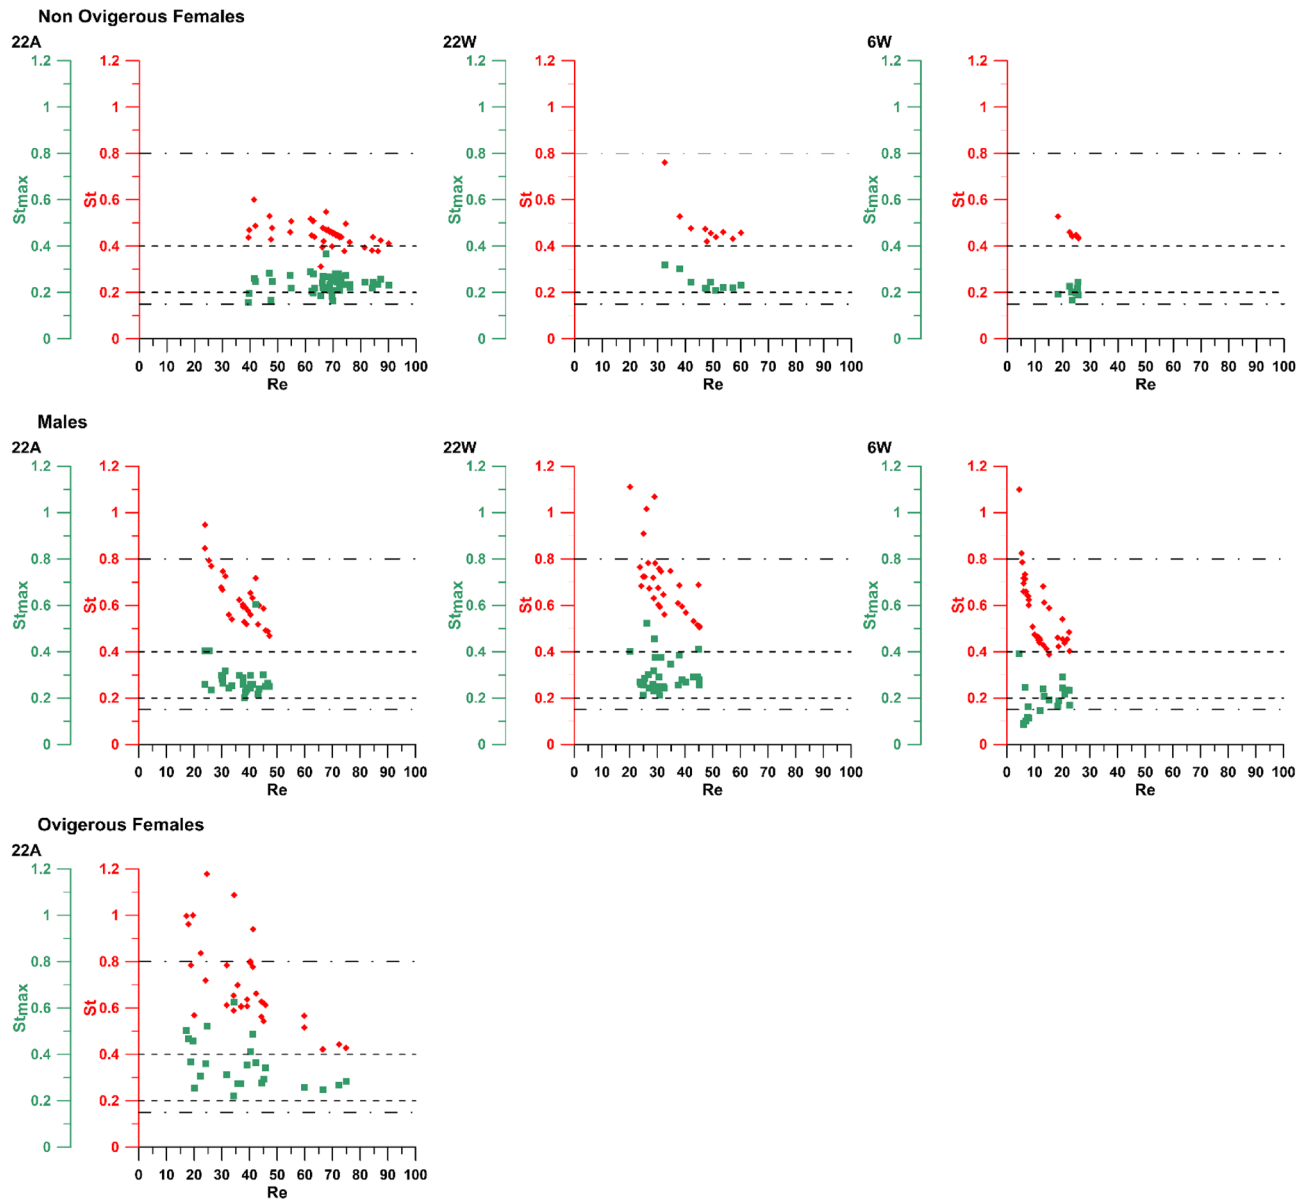 Non Ovigerous Females
22A
22W
6W
1.2 1.2 1.2 1.2 1.2 1.2
1 1 1 1 1 1
0.8 0.8 0.8 0.8 0.8 0.8
Stmax St 0.6 0.6 Stmax St 0.6 0.6 Stmax St 0.6 0.6
0.4 0.4 0.4 0.4 0.4 0.4
0.2 0.2 0.2 0.2 0.2 0.2
0 0 0 0 0 0
0 10 20 30 40 50 60 70 80 90 100 0 10 20 30 40 50 60 70 80 90 100 0 10 20 30 40 50 60 70 80 90 100
Re Re Re
Males
22A
22W
6W
1.2 1.2 1.2 1.2 1.2 1.2
1 1 1 1 1 1
0.8 0.8 0.8 0.8 0.8 0.8
Stmax St 0.6 0.6 Stmax St 0.6 0.6 Stmax St 0.6 0.6
0.4 0.4 0.4 0.4 0.4 0.4
0.2 0.2 0.2 0.2 0.2 0.2
0 0 0 0 0 0
0 10 20 30 40 50 60 70 80 90 100 0 10 20 30 40 50 60 70 80 90 100 0 10 20 30 40 50 60 70 80 90 100
Re Re Re
Ovigerous Females
22A
1.2 1.2
1 1
0.8 0.8
Stmax St 0.6 0.6
0.4 0.4
0.2 0.2
0 0
0 10 20 30 40 50 60 70 80 90 100
Re